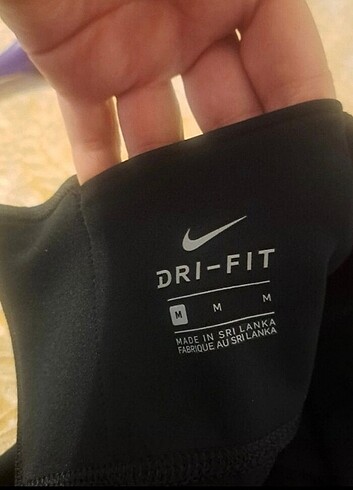 DRI-FIT
M M M
MADE IN SRI LANKA
FABRIQUE AU SRI LANKA